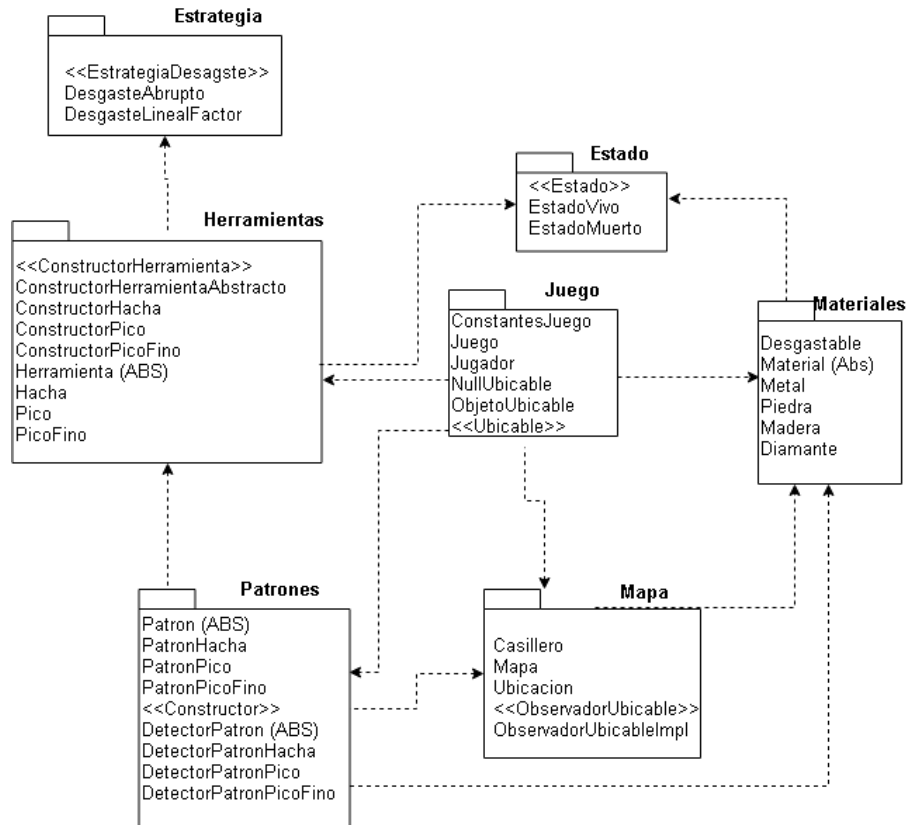 Estrategia
<<EstrategiaDesagste>>
DesgasteAbrupto
DesgasteLinealFactor
Estado
<<Estado>>
EstadoVivo
EstadoMuerto
Herramientas
<<ConstructorHerramienta>>
ConstructorHerramientaAbstracto
ConstructorHacha
ConstructorPico
ConstructorPicoFino
Herramienta (ABS)
Hacha
Pico
PicoFino
Juego
ConstantesJuego
Juego
Jugador
NullUbicable
ObjetoUbicable
<<Ubicable>>
Materiales
Desgastable
Material (Abs)
Metal
Piedra
Madera
Diamante
Patrones
Patron (ABS)
PatronHacha
PatronPico
PatronPicoFino
<<Constructor>>
DetectorPatron (ABS)
DetectorPatronHacha
DetectorPatronPico
DetectorPatronPicoFino
Mapa
Casillero
Mapa
Ubicacion
<<ObservadorUbicable>>
ObservadorUbicableImpl